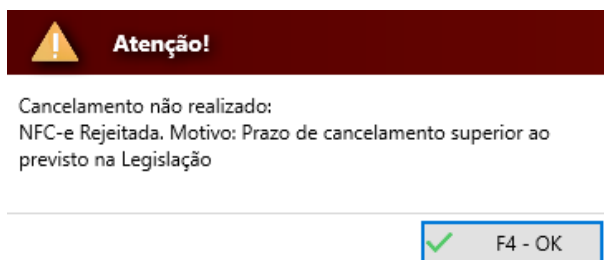 Atenção!
Cancelamento não realizado:
NFC-e Rejeitada. Motivo: Prazo de cancelamento superior ao
previsto na Legislação
F4 - OK